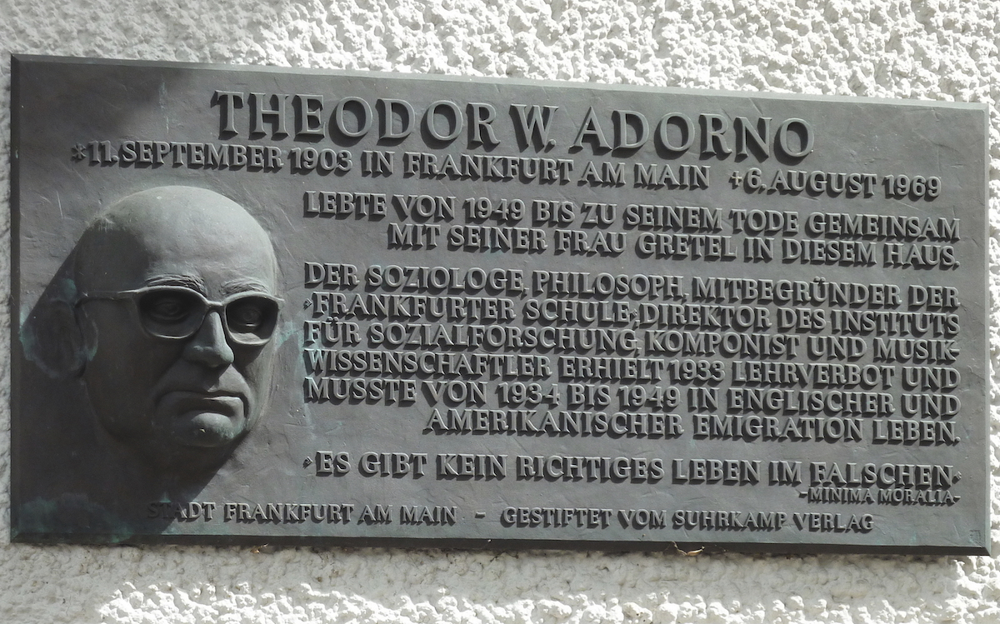 THEODOR W. ADORNO
*11. SEPTEMBER 1903 IN FRANKFURT AM MAIN +6. AUGUST 1969
LEBTE VON 1949 BIS ZU SEINEM TODE GEMEINSAM
MIT SEINER FRAU GRETEL IN DIESEM HAUS.
DER SOZIOLOGE, PHILOSOPH, MITBEGRÜNDER DER
›FRANKFURTER SCHULE‹, DIREKTOR DES INSTITUTS
FÜR SOZIALFORSCHUNG, KOMPONIST UND MUSIK-
WISSENSCHAFTLER ERHIELT 1933 LEHRVERBOT UND
MUSSTE VON 1934 BIS 1949 IN ENGLISCHER UND
AMERIKANISCHER EMIGRATION LEBEN.
›ES GIBT KEIN RICHTIGES LEBEN IM FALSCHEN‹
-MINIMA MORALIA-
STADT FRANKFURT AM MAIN - GESTIFTET VOM SUHRKAMP VERLAG